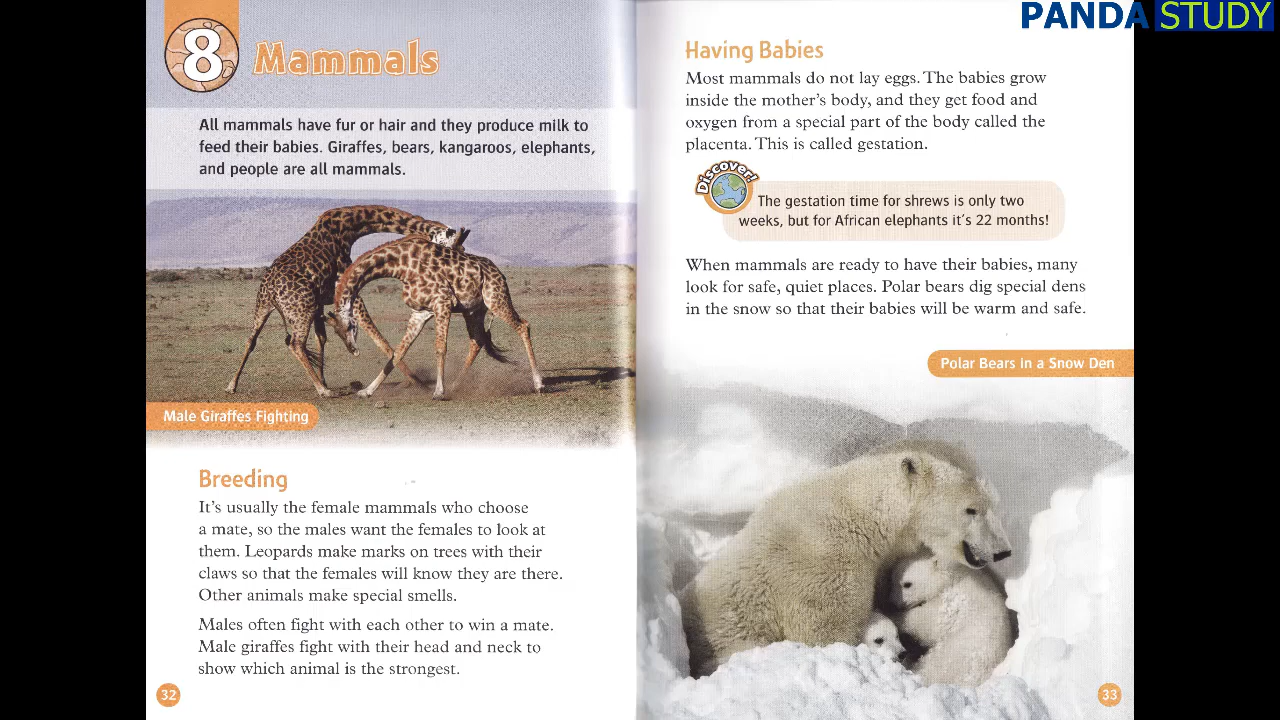 PANDA STUDY
8 Mammals
All mammals have fur or hair and they produce milk to
feed their babies. Giraffes, bears, kangaroos, elephants,
and people are all mammals.
Male Giraffes Fighting
Breeding
It's usually the female mammals who choose
a mate, so the males want the females to look at
them. Leopards make marks on trees with their
claws so that the females will know they are there.
Other animals make special smells.
Males often fight with each other to win a mate.
Male giraffes fight with their head and neck to
show which animal is the strongest.
32
Having Babies
Most mammals do not lay eggs. The babies grow
inside the mother's body, and they get food and
oxygen from a special part of the body called the
placenta. This is called gestation.
Discover!
The gestation time for shrews is only two
weeks, but for African elephants it's 22 months!
When mammals are ready to have their babies, many
look for safe, quiet places. Polar bears dig special dens
in the snow so that their babies will be warm and safe.
Polar Bears in a Snow Den
33